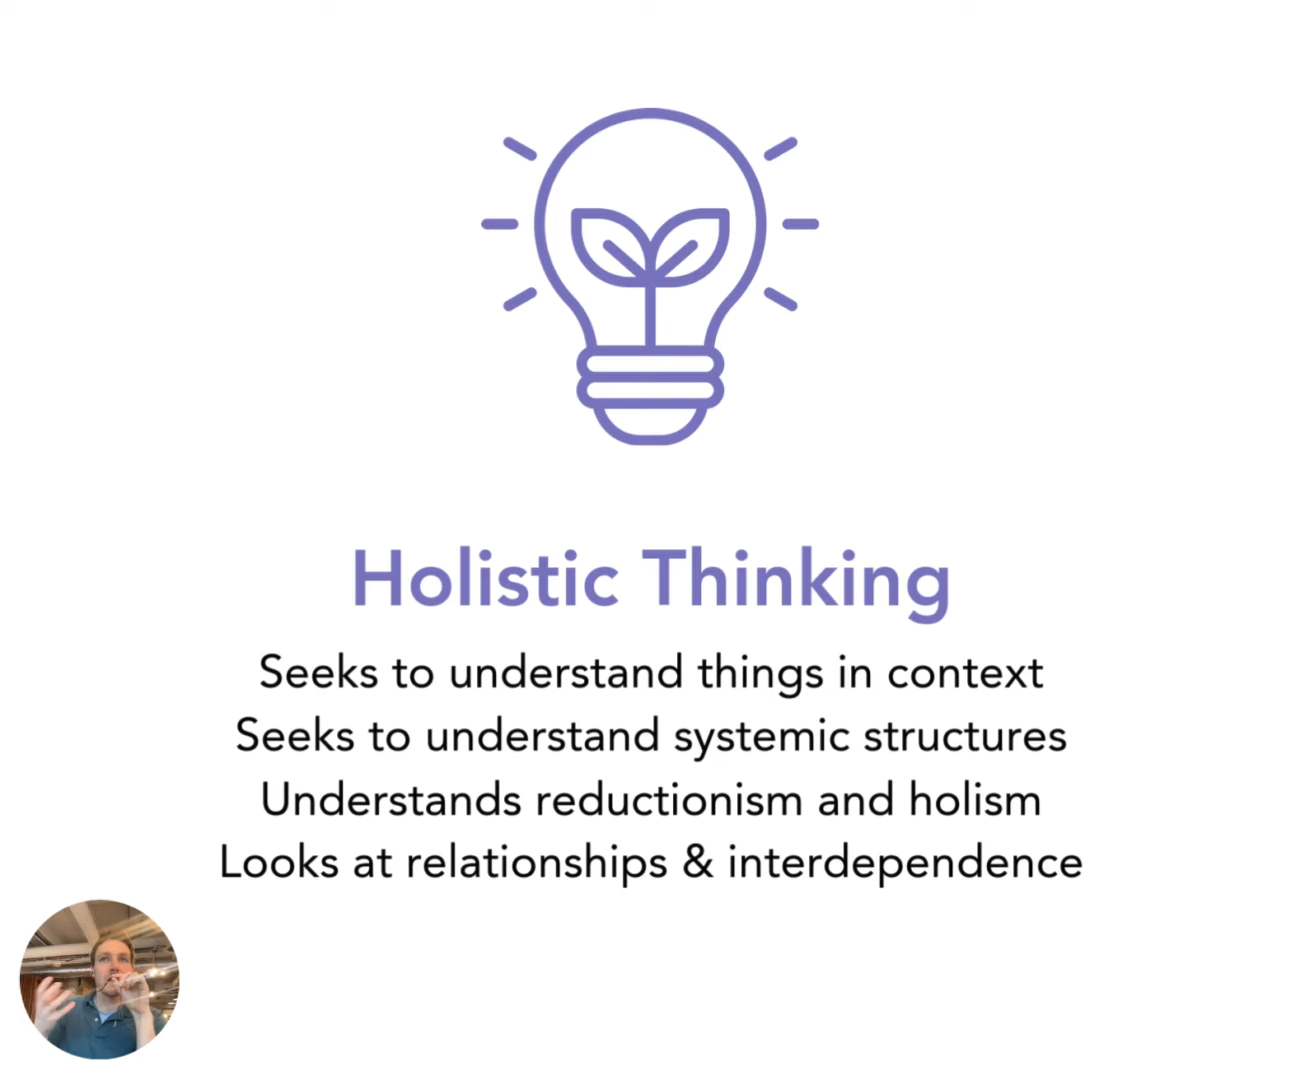 Holistic Thinking
Seeks to understand things in context
Seeks to understand systemic structures
Understands reductionism and holism
Looks at relationships & interdependence